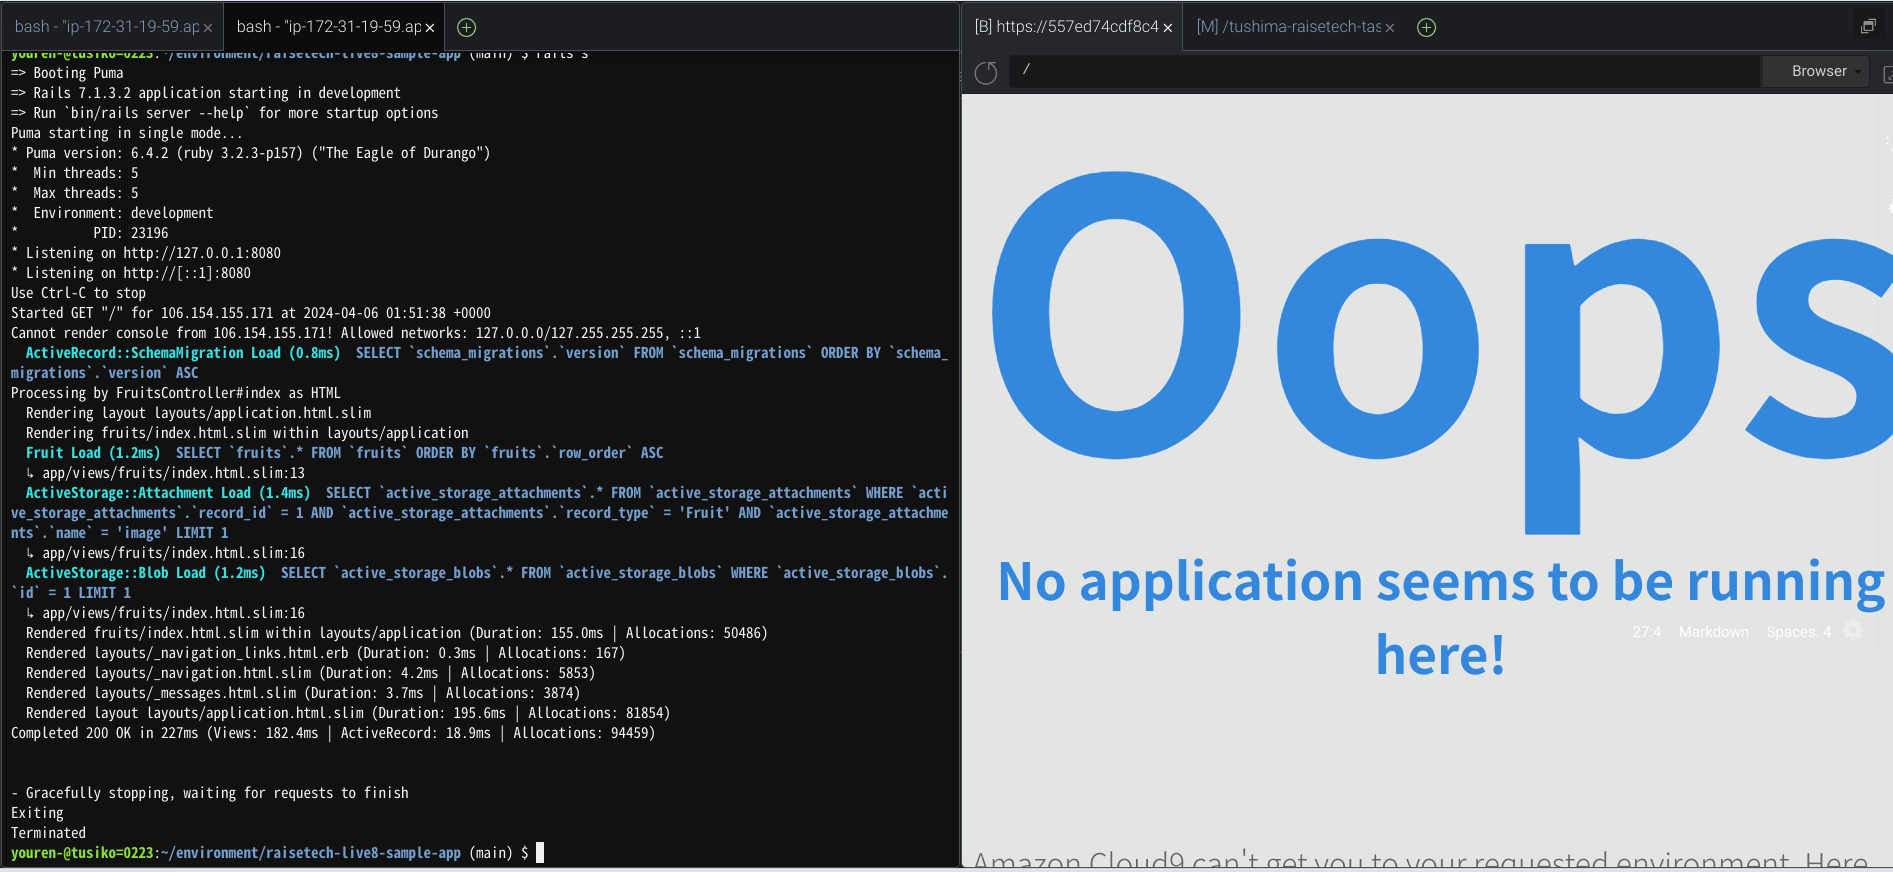 bash - "ip-172-31-19-59.ap × bash - "ip-172-31-19-59.ap ×
youren-@tusiko=0223:~/environment/raisetech-live8-sample-app (main) $ rails s
=> Booting Puma
=> Rails 7.1.3.2 application starting in development
=> Run `bin/rails server --help` for more startup options
Puma starting in single mode...
* Puma version: 6.4.2 (ruby 3.2.3-p157) ("The Eagle of Durango")
*  Min threads: 5
*  Max threads: 5
*  Environment: development
*          PID: 23196
* Listening on http://127.0.0.1:8080
* Listening on http://[::1]:8080
Use Ctrl-C to stop
Started GET "/" for 106.154.155.171 at 2024-04-06 01:51:38 +0000
Cannot render console from 106.154.155.171! Allowed networks: 127.0.0.0/127.255.255.255, ::1
  ActiveRecord::SchemaMigration Load (0.8ms)  SELECT `schema_migrations`.`version` FROM `schema_migrations` ORDER BY `schema_
migrations`.`version` ASC
Processing by FruitsController#index as HTML
  Rendering layout layouts/application.html.slim
  Rendering fruits/index.html.slim within layouts/application
  Fruit Load (1.2ms)  SELECT `fruits`.* FROM `fruits` ORDER BY `fruits`.`row_order` ASC
  ↳ app/views/fruits/index.html.slim:13
  ActiveStorage::Attachment Load (1.4ms)  SELECT `active_storage_attachments`.* FROM `active_storage_attachments` WHERE `acti
ve_storage_attachments`.`record_id` = 1 AND `active_storage_attachments`.`record_type` = 'Fruit' AND `active_storage_attachme
nts`.`name` = 'image' LIMIT 1
  ↳ app/views/fruits/index.html.slim:16
  ActiveStorage::Blob Load (1.2ms)  SELECT `active_storage_blobs`.* FROM `active_storage_blobs` WHERE `active_storage_blobs`.
`id` = 1 LIMIT 1
  ↳ app/views/fruits/index.html.slim:16
  Rendered fruits/index.html.slim within layouts/application (Duration: 155.0ms | Allocations: 50486)
  Rendered layouts/_navigation_links.html.erb (Duration: 0.3ms | Allocations: 167)
  Rendered layouts/_navigation.html.slim (Duration: 4.2ms | Allocations: 5853)
  Rendered layouts/_messages.html.slim (Duration: 3.7ms | Allocations: 3874)
  Rendered layout layouts/application.html.slim (Duration: 195.6ms | Allocations: 81854)
Completed 200 OK in 227ms (Views: 182.4ms | ActiveRecord: 18.9ms | Allocations: 94459)
- Gracefully stopping, waiting for requests to finish
Exiting
Terminated
youren-@tusiko=0223:~/environment/raisetech-live8-sample-app (main) $
[B] https://557ed74cdf8c4 × [M] /tushima-raisetech-tas ×
/ Browser
Oops
No application seems to be running
here!
27:4 Markdown Spaces: 4
Amazon Cloud9 can't get you to your requested environment. Here